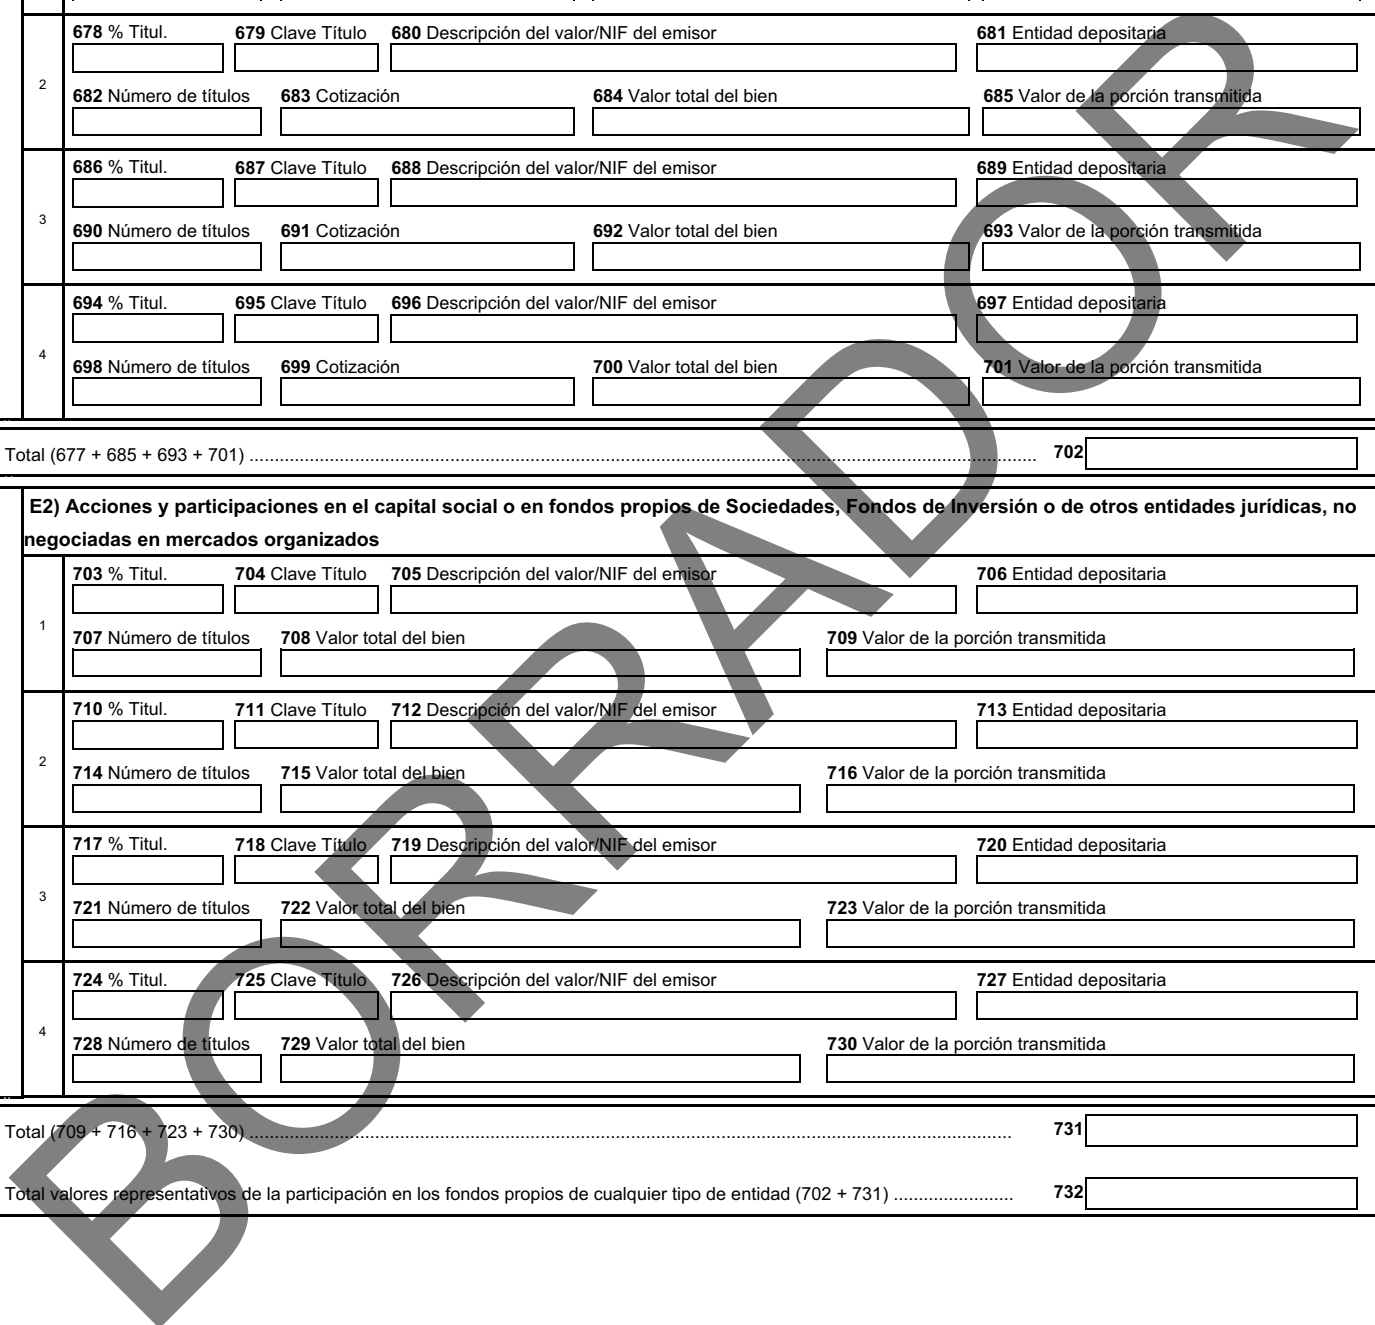 678 % Titul. 679 Clave Título 680 Descripción del valor/NIF del emisor 681 Entidad depositaria
2
682 Número de títulos 683 Cotización 684 Valor total del bien 685 Valor de la porción transmitida
686 % Titul. 687 Clave Título 688 Descripción del valor/NIF del emisor 689 Entidad depositaria
3
690 Número de títulos 691 Cotización 692 Valor total del bien 693 Valor de la porción transmitida
694 % Titul. 695 Clave Título 696 Descripción del valor/NIF del emisor 697 Entidad depositaria
4
698 Número de títulos 699 Cotización 700 Valor total del bien 701 Valor de la porción transmitida
Total (677 + 685 + 693 + 701) ........................................ 702
E2) Acciones y participaciones en el capital social o en fondos propios de Sociedades, Fondos de Inversión o de otros entidades jurídicas, no
negociadas en mercados organizados
703 % Titul. 704 Clave Título 705 Descripción del valor/NIF del emisor 706 Entidad depositaria
1
707 Número de títulos 708 Valor total del bien 709 Valor de la porción transmitida
710 % Titul. 711 Clave Título 712 Descripción del valor/NIF del emisor 713 Entidad depositaria
2
714 Número de títulos 715 Valor total del bien 716 Valor de la porción transmitida
717 % Titul. 718 Clave Título 719 Descripción del valor/NIF del emisor 720 Entidad depositaria
3
721 Número de títulos 722 Valor total del bien 723 Valor de la porción transmitida
724 % Titul. 725 Clave Título 726 Descripción del valor/NIF del emisor 727 Entidad depositaria
4
728 Número de títulos 729 Valor total del bien 730 Valor de la porción transmitida
Total (709 + 716 + 723 + 730) ........................................ 731
Total valores representativos de la participación en los fondos propios de cualquier tipo de entidad (702 + 731) ........................ 732
BORRADOR